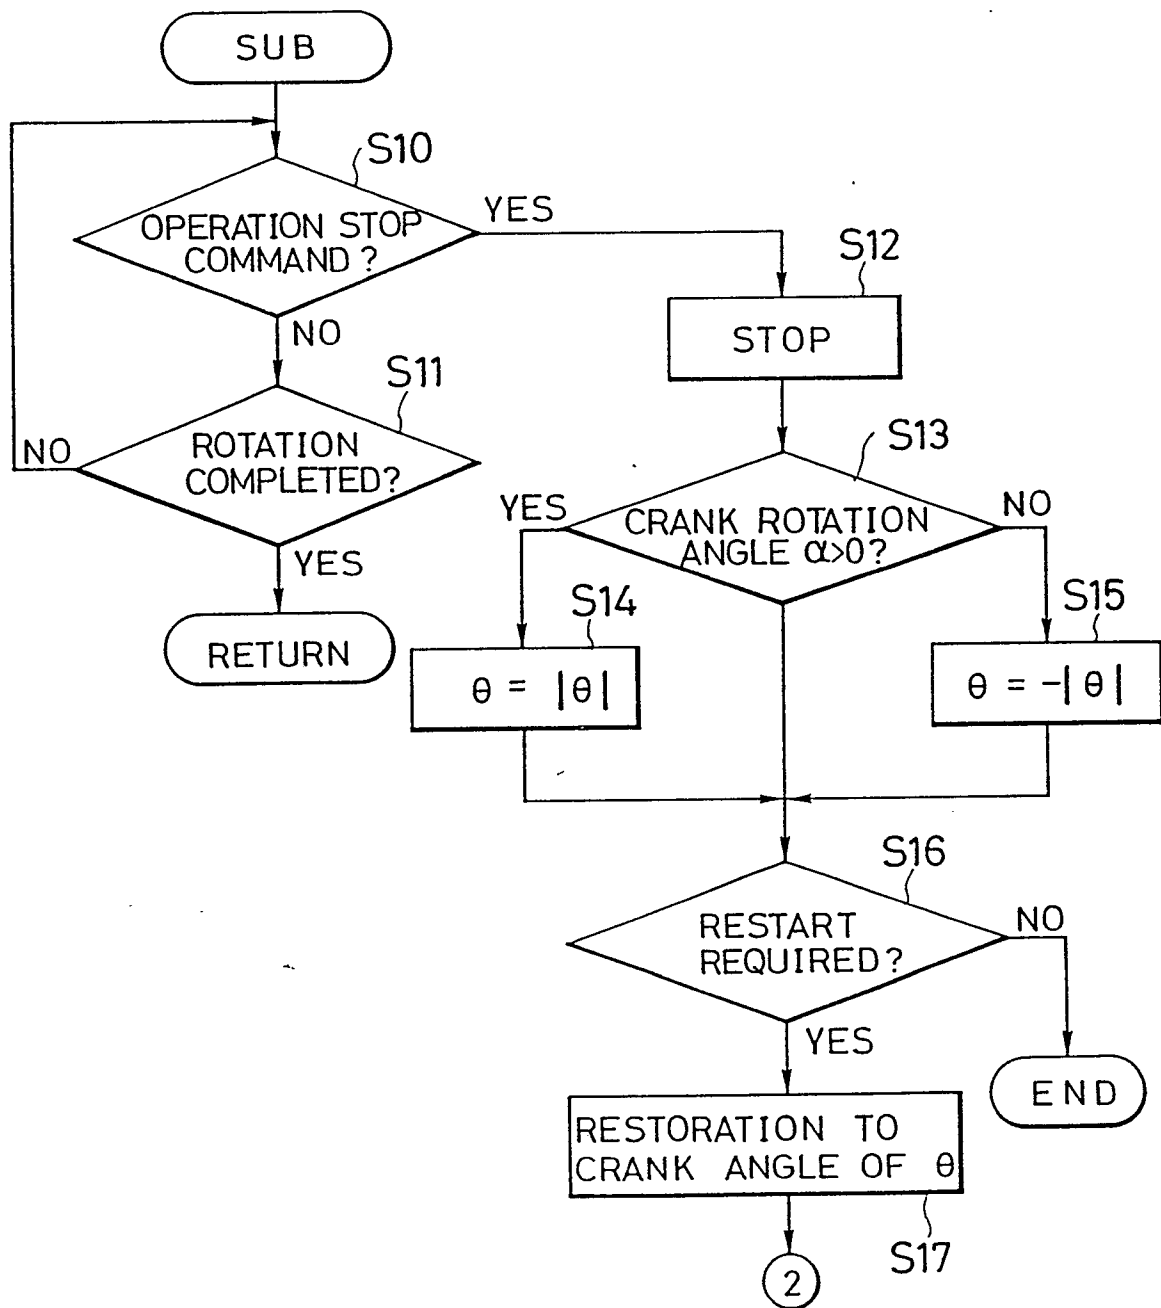 SUB
S10
OPERATION STOP
COMMAND?
YES
NO
S12
STOP
S11
ROTATION
COMPLETED?
NO
YES
RETURN
S13
CRANK ROTATION
ANGLE α>0?
YES
NO
S14
θ = |θ|
S15
θ = -|θ|
S16
RESTART
REQUIRED?
NO
YES
END
RESTORATION TO
CRANK ANGLE OF θ
S17
2